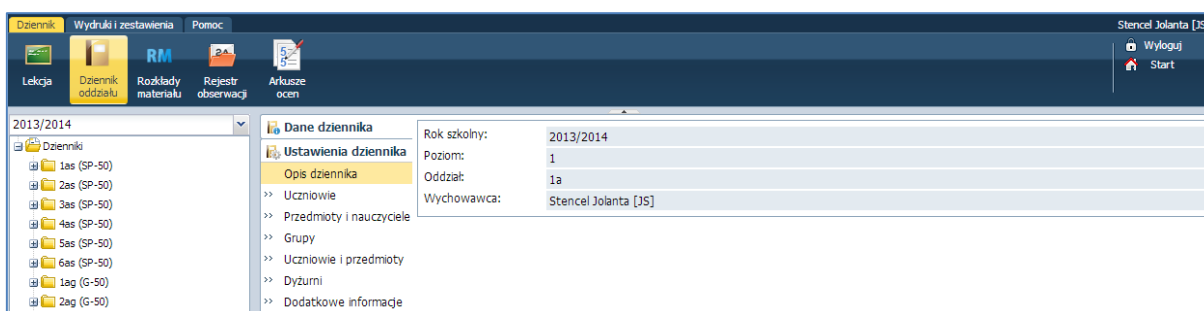 Dziennik Wydruki i zestawienia Pomoc
Stencel Jolanta [JS
Lekcja
Dziennik oddziału
RM
Rozkłady materiału
Rejestr obserwacji
Arkusze ocen
Wyloguj
Start
2013/2014
Dzienniki
1as (SP-50)
2as (SP-50)
3as (SP-50)
4as (SP-50)
5as (SP-50)
6as (SP-50)
1ag (G-50)
2ag (G-50)
Dane dziennika
Ustawienia dziennika
Opis dziennika
>> Uczniowie
>> Przedmioty i nauczyciele
>> Grupy
>> Uczniowie i przedmioty
>> Dyżurni
>> Dodatkowe informacje
Rok szkolny: 2013/2014
Poziom: 1
Oddział: 1a
Wychowawca: Stencel Jolanta [JS]